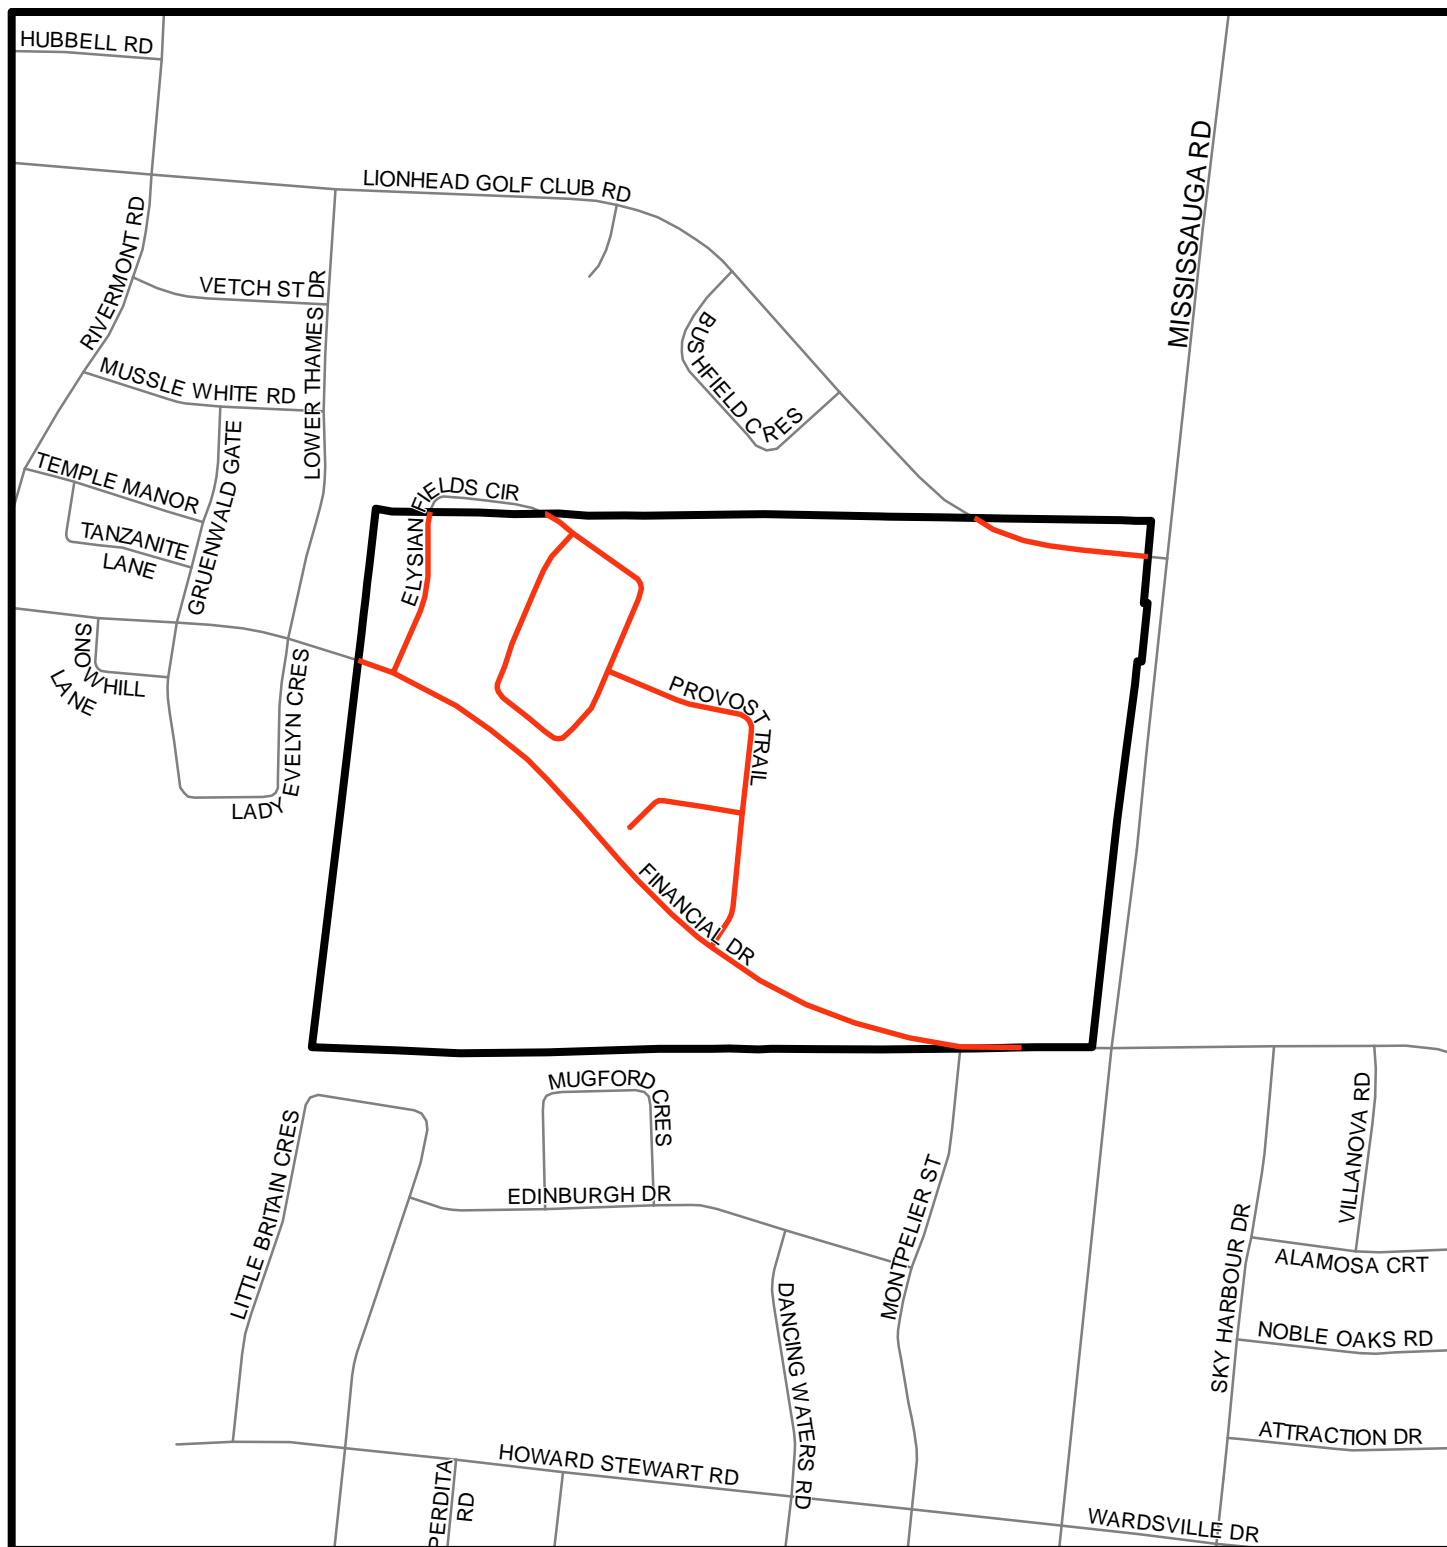 HUBBELL RD
LIONHEAD GOLF CLUB RD
MISSISSAUGA RD
RIVERMONT RD
VETCH ST
LOWER THAMES DR
BUSHFIELD CRES
MUSSLE WHITE RD
GRUENWALD GATE
TEMPLE MANOR
TANZANITE
LANE
ELYSIAN FIELDS CIR
SNOWHILL
LANE
LADY EVELYN CRES
PROVOST TRAIL
FINANCIAL DR
MUGFORD CRES
LITTLE BRITAIN CRES
EDINBURGH DR
MONTPELIER ST
VILLANOVA RD
SKY HARBOUR DR
ALAMOSA CRT
DANCING WATERS RD
NOBLE OAKS RD
ATTRACTION DR
HOWARD STEWART RD
PERDITA
RD
WARDSVILLE DR